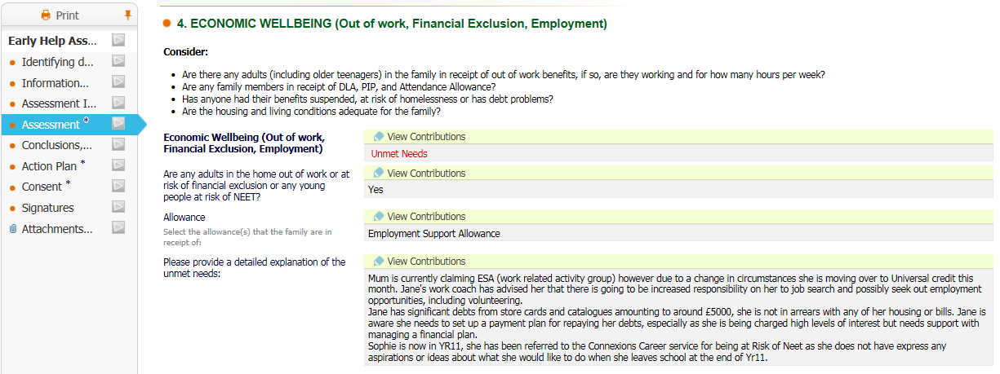 Print
Early Help Ass...
Identifying d...
Information...
Assessment I...
Assessment *
Conclusions,...
Action Plan *
Consent *
Signatures
Attachments...
4. ECONOMIC WELLBEING (Out of work, Financial Exclusion, Employment)
Consider:
• Are there any adults (including older teenagers) in the family in receipt of out of work benefits, if so, are they working and for how many hours per week?
• Are any family members in receipt of DLA, PIP, and Attendance Allowance?
• Has anyone had their benefits suspended, at risk of homelessness or has debt problems?
• Are the housing and living conditions adequate for the family?
Economic Wellbeing (Out of work,
Financial Exclusion, Employment)
View Contributions
Unmet Needs
Are any adults in the home out of work or at
risk of financial exclusion or any young
people at risk of NEET?
View Contributions
Yes
Allowance
Select the allowance(s) that the family are in
receipt of:
View Contributions
Employment Support Allowance
Please provide a detailed explanation of the
unmet needs:
View Contributions
Mum is currently claiming ESA (work related activity group) however due to a change in circumstances she is moving over to Universal credit this
month. Jane's work coach has advised her that there is going to be increased responsibility on her to job search and possibly seek out employment
opportunities, including volunteering.
Jane has significant debts from store cards and catalogues amounting to around £5000, she is not in arrears with any of her housing or bills. Jane is
aware she needs to set up a payment plan for repaying her debts, especially as she is being charged high levels of interest but needs support with
managing a financial plan.
Sophie is now in YR11, she has been referred to the Connexions Career service for being at Risk of Neet as she does not have express any
aspirations or ideas about what she would like to do when she leaves school at the end of Yr11.